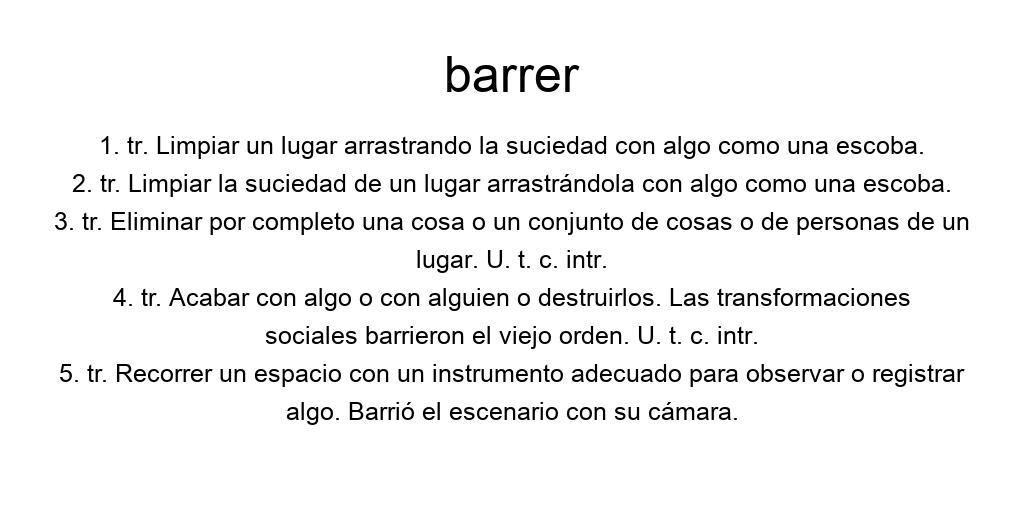 barrer
1. tr. Limpiar un lugar arrastrando la suciedad con algo como una escoba.
2. tr. Limpiar la suciedad de un lugar arrastrándola con algo como una escoba.
3. tr. Eliminar por completo una cosa o un conjunto de cosas o de personas de un
lugar. U. t. c. intr.
4. tr. Acabar con algo o con alguien o destruirlos. Las transformaciones
sociales barrieron el viejo orden. U. t. c. intr.
5. tr. Recorrer un espacio con un instrumento adecuado para observar o registrar
algo. Barrió el escenario con su cámara.